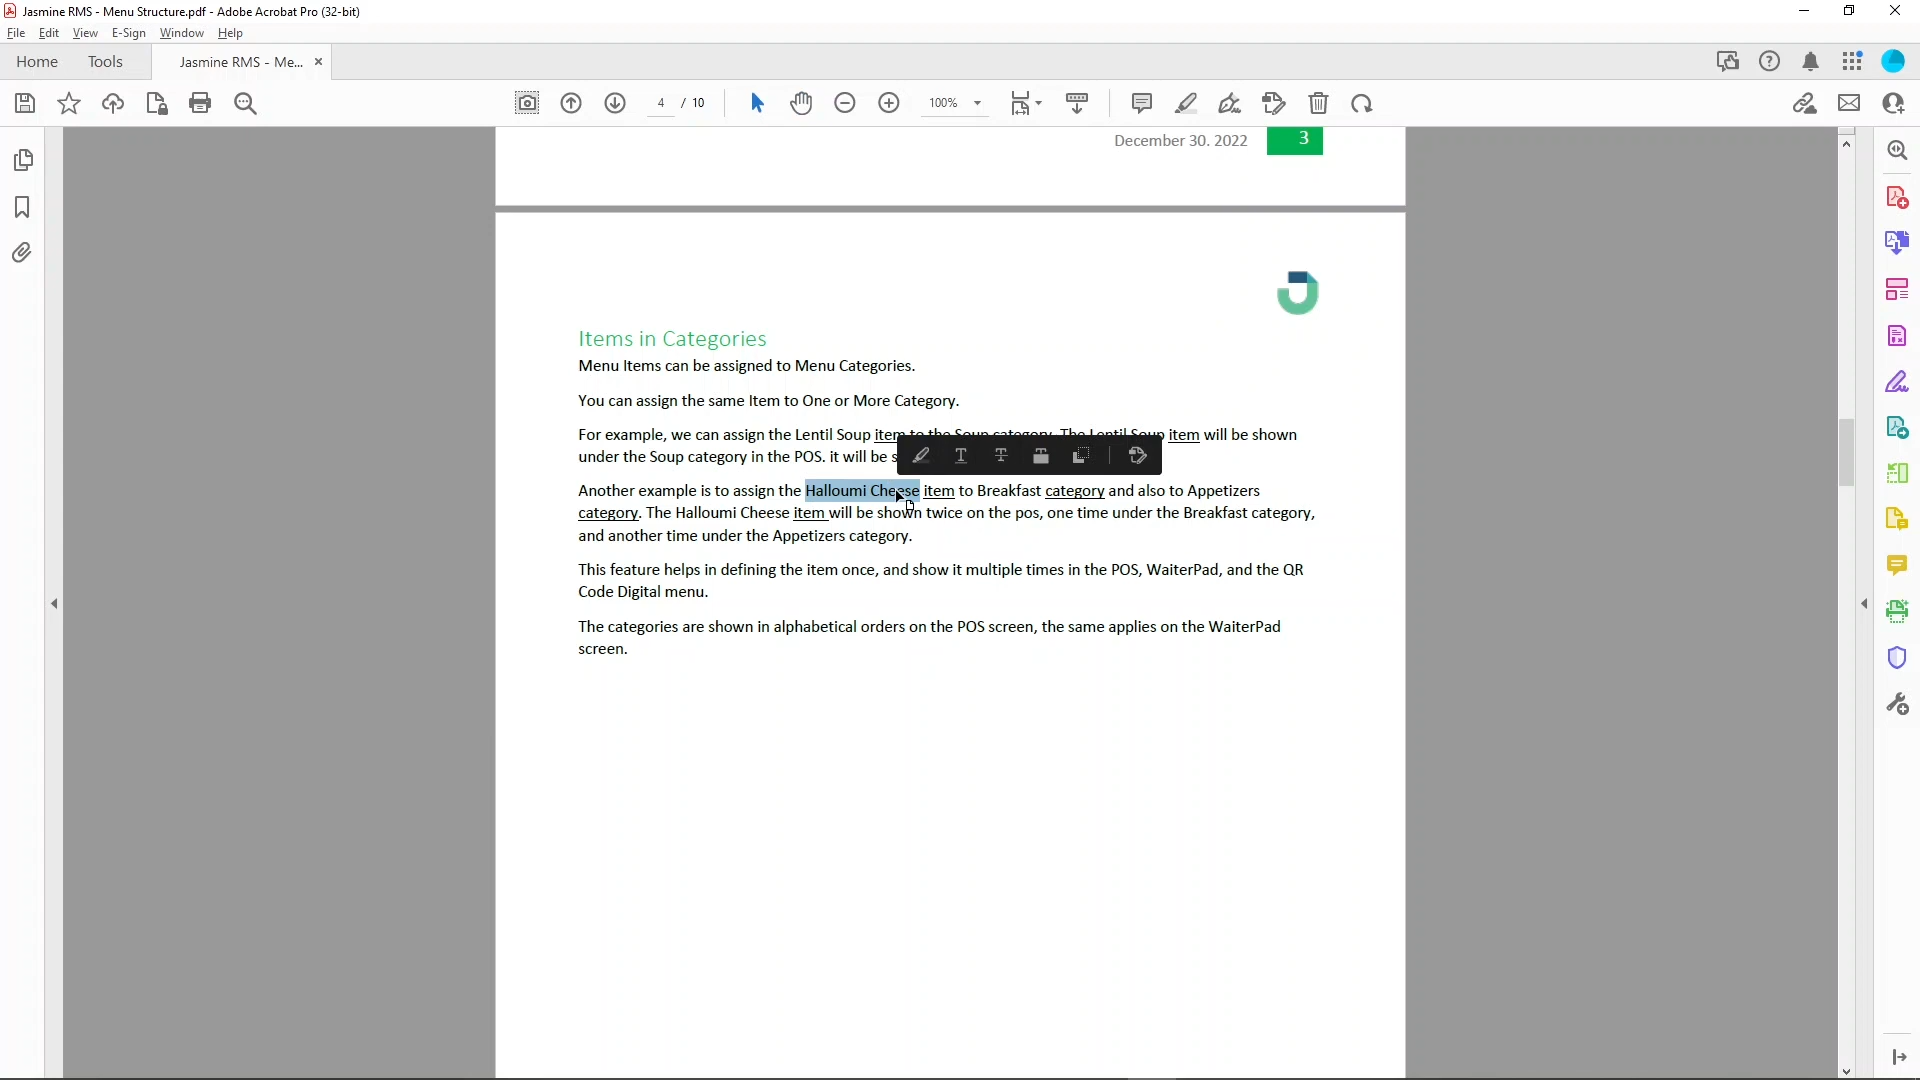 Jasmine RMS - Menu Structure.pdf - Adobe Acrobat Pro (32-bit)
File Edit View E-Sign Window Help
Home Tools Jasmine RMS - Me...
4 / 10 100%
December 30. 2022 3
Items in Categories
Menu Items can be assigned to Menu Categories.
You can assign the same Item to One or More Category.
For example, we can assign the Lentil Soup item to the Soup category. The Lentil Soup item will be shown
under the Soup category in the POS. it will be s
Another example is to assign the Halloumi Cheese item to Breakfast category and also to Appetizers
category. The Halloumi Cheese item will be shown twice on the pos, one time under the Breakfast category,
and another time under the Appetizers category.
This feature helps in defining the item once, and show it multiple times in the POS, WaiterPad, and the QR
Code Digital menu.
The categories are shown in alphabetical orders on the POS screen, the same applies on the WaiterPad
screen.